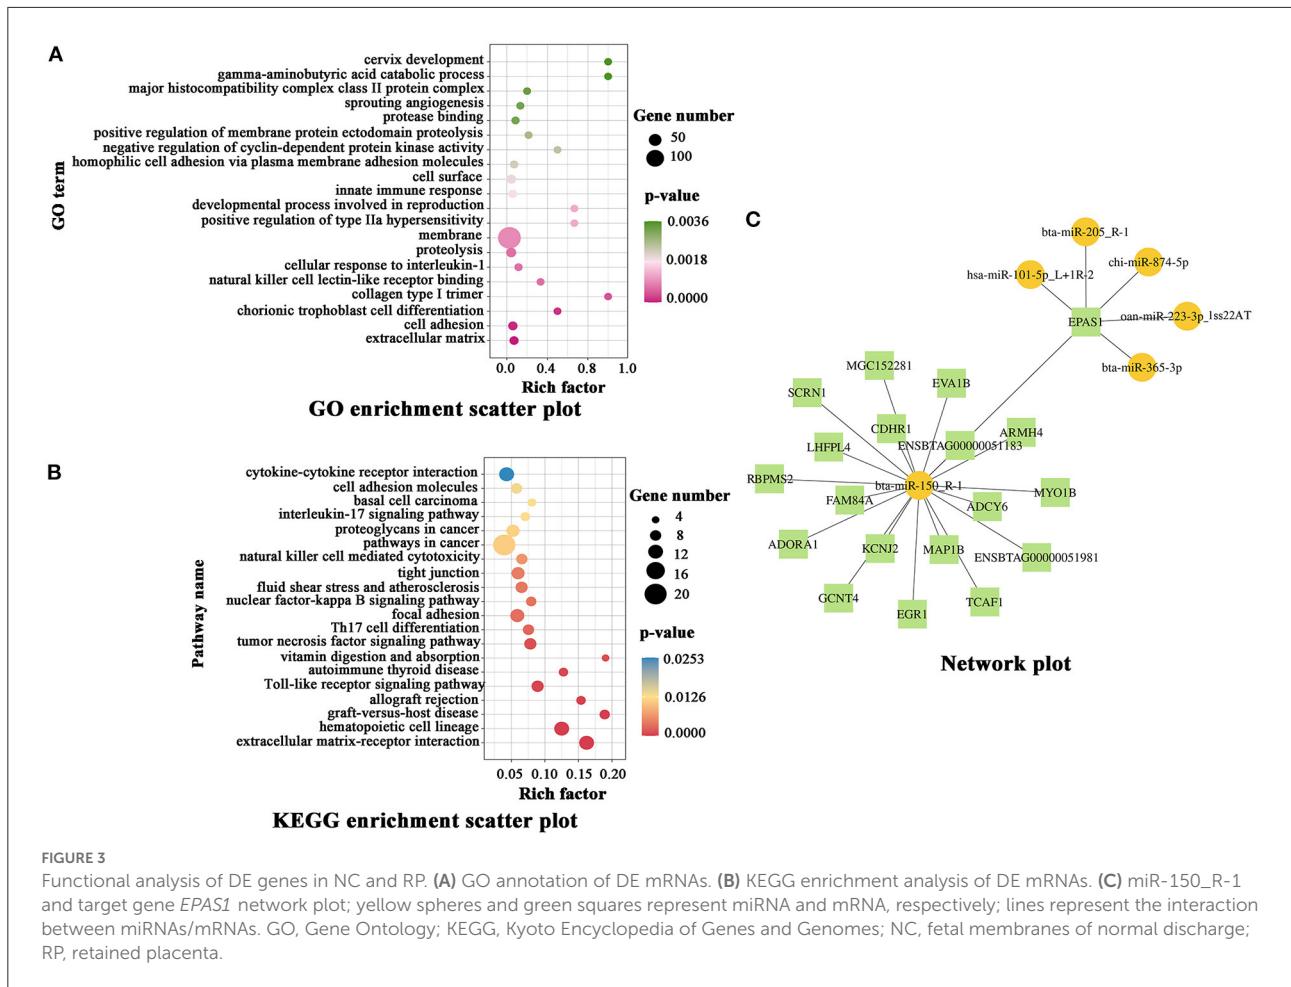 A
cervix development
gamma-aminobutyric acid catabolic process
major histocompatibility complex class II protein complex
sprouting angiogenesis
protease binding
positive regulation of membrane protein ectodomain proteolysis
negative regulation of cyclin-dependent protein kinase activity
homophilic cell adhesion via plasma membrane adhesion molecules
cell surface
innate immune response
developmental process involved in reproduction
positive regulation of type IIa hypersensitivity
membrane
proteolysis
cellular response to interleukin-1
natural killer cell lectin-like receptor binding
collagen type I trimer
chorionic trophoblast cell differentiation
cell adhesion
extracellular matrix
GO term
0.0 0.4 0.8 1.0
Rich factor
GO enrichment scatter plot
Gene number
50
100
p-value
0.0036
0.0018
0.0000
B
cytokine-cytokine receptor interaction
cell adhesion molecules
basal cell carcinoma
interleukin-17 signaling pathway
proteoglycans in cancer
pathways in cancer
natural killer cell mediated cytotoxicity
tight junction
fluid shear stress and atherosclerosis
nuclear factor-kappa B signaling pathway
focal adhesion
Th17 cell differentiation
tumor necrosis factor signaling pathway
vitamin digestion and absorption
autoimmune thyroid disease
Toll-like receptor signaling pathway
allograft rejection
graft-versus-host disease
hematopoietic cell lineage
extracellular matrix-receptor interaction
Pathway name
0.05 0.10 0.15 0.20
Rich factor
KEGG enrichment scatter plot
Gene number
4
8
12
16
20
p-value
0.0253
0.0126
0.0000
C
bta-miR-205_R-1
chi-miR-874-5p
hsa-miR-101-5p_L+1R-2
oan-miR-223-3p_1ss22AT
EPAS1
bta-miR-365-3p
MGC152281
EVA1B
SCRN1
CDHR1
ARMH4
ENSBTAG00000051183
LHFPL4
RBPMS2
bta-miR-150_R-1
MYO1B
FAM84A
ADCY6
ADORA1
KCNJ2
MAP1B
ENSBTAG00000051981
GCNT4
EGR1
TCAF1
Network plot
FIGURE 3
Functional analysis of DE genes in NC and RP. (A) GO annotation of DE mRNAs. (B) KEGG enrichment analysis of DE mRNAs. (C) miR-150_R-1
and target gene EPAS1 network plot; yellow spheres and green squares represent miRNA and mRNA, respectively; lines represent the interaction
between miRNAs/mRNAs. GO, Gene Ontology; KEGG, Kyoto Encyclopedia of Genes and Genomes; NC, fetal membranes of normal discharge;
RP, retained placenta.